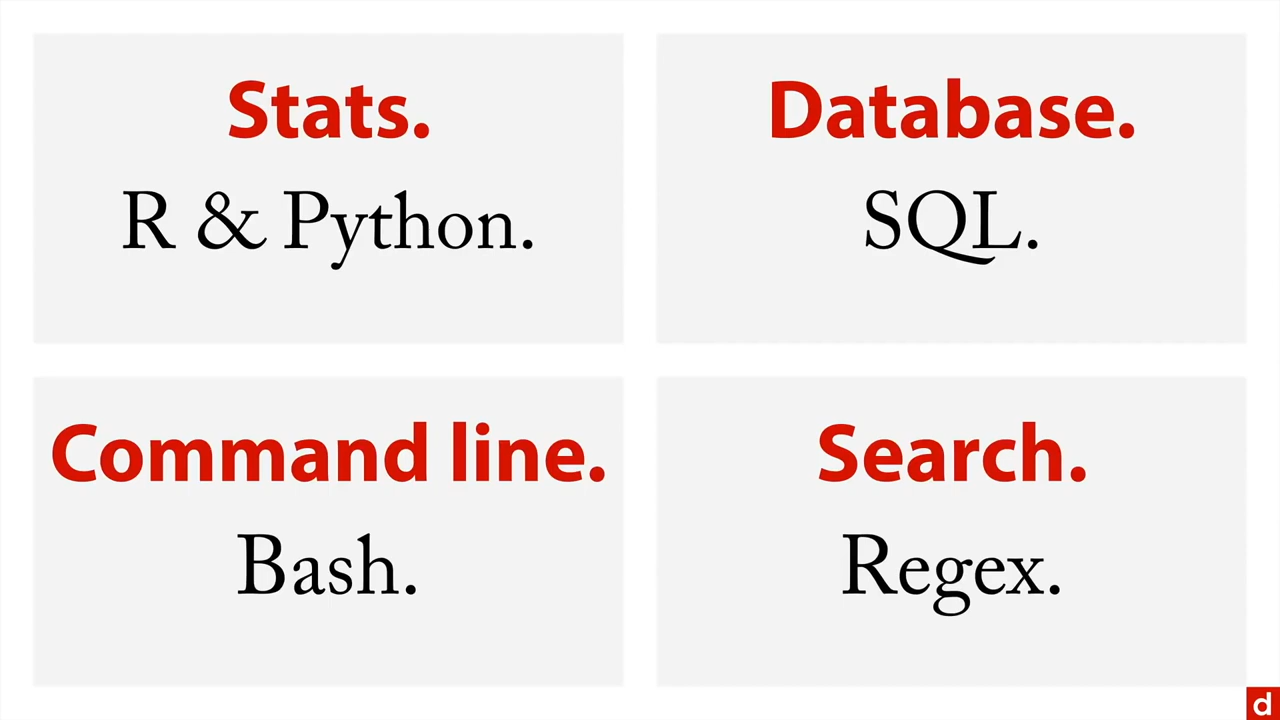 Stats.
R & Python.
Database.
SQL.
Command line.
Bash.
Search.
Regex.
d